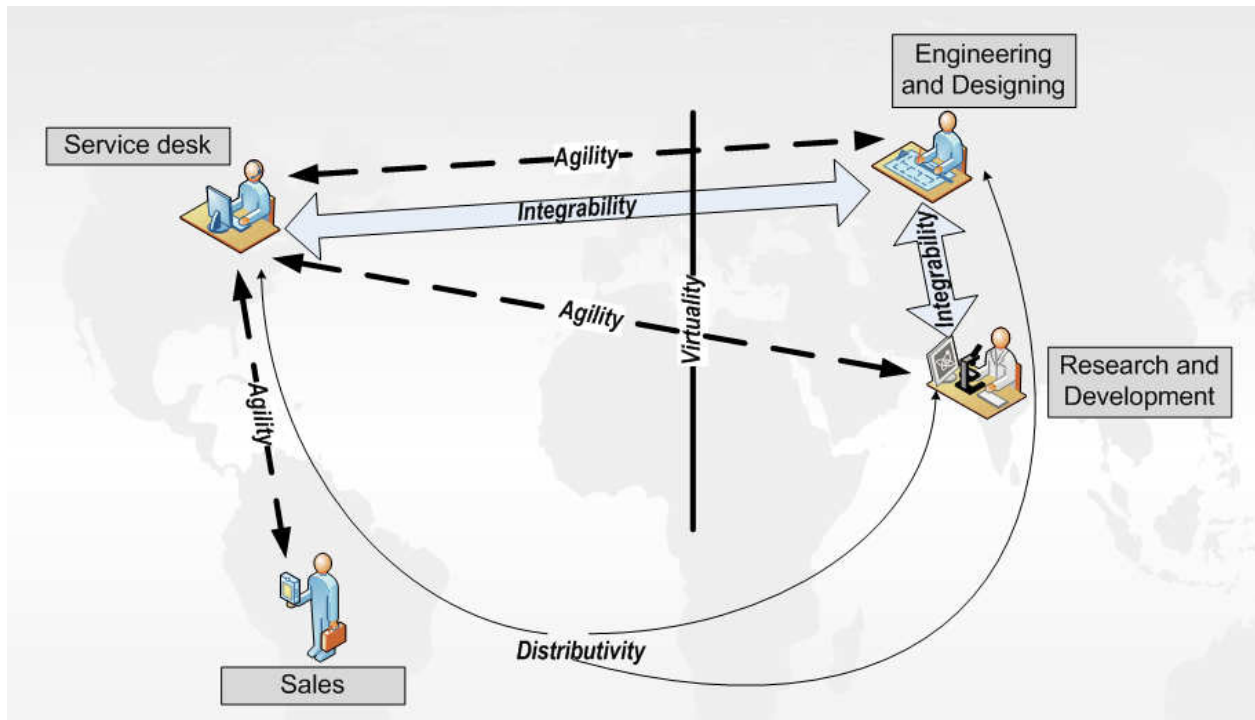 Engineering
and Designing
Service desk
Agility
Integrability
Integrability
Agility
Virtuality
Research and
Development
Agility
Distributivity
Sales